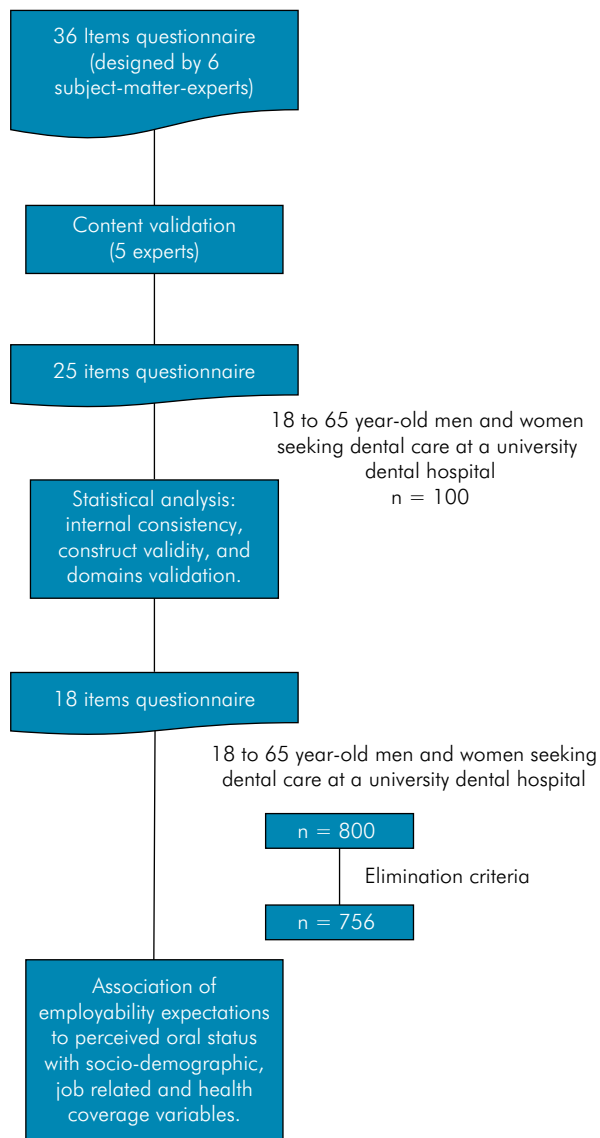 36 Items questionnaire
(designed by 6
subject-matter-experts)
Content validation
(5 experts)
25 items questionnaire
18 to 65 year-old men and women
seeking dental care at a university
dental hospital
n = 100
Statistical analysis:
internal consistency,
construct validity, and
domains validation.
18 items questionnaire
18 to 65 year-old men and women seeking
dental care at a university dental hospital
n = 800
Elimination criteria
n = 756
Association of
employability expectations
to perceived oral status
with socio-demographic,
job related and health
coverage variables.